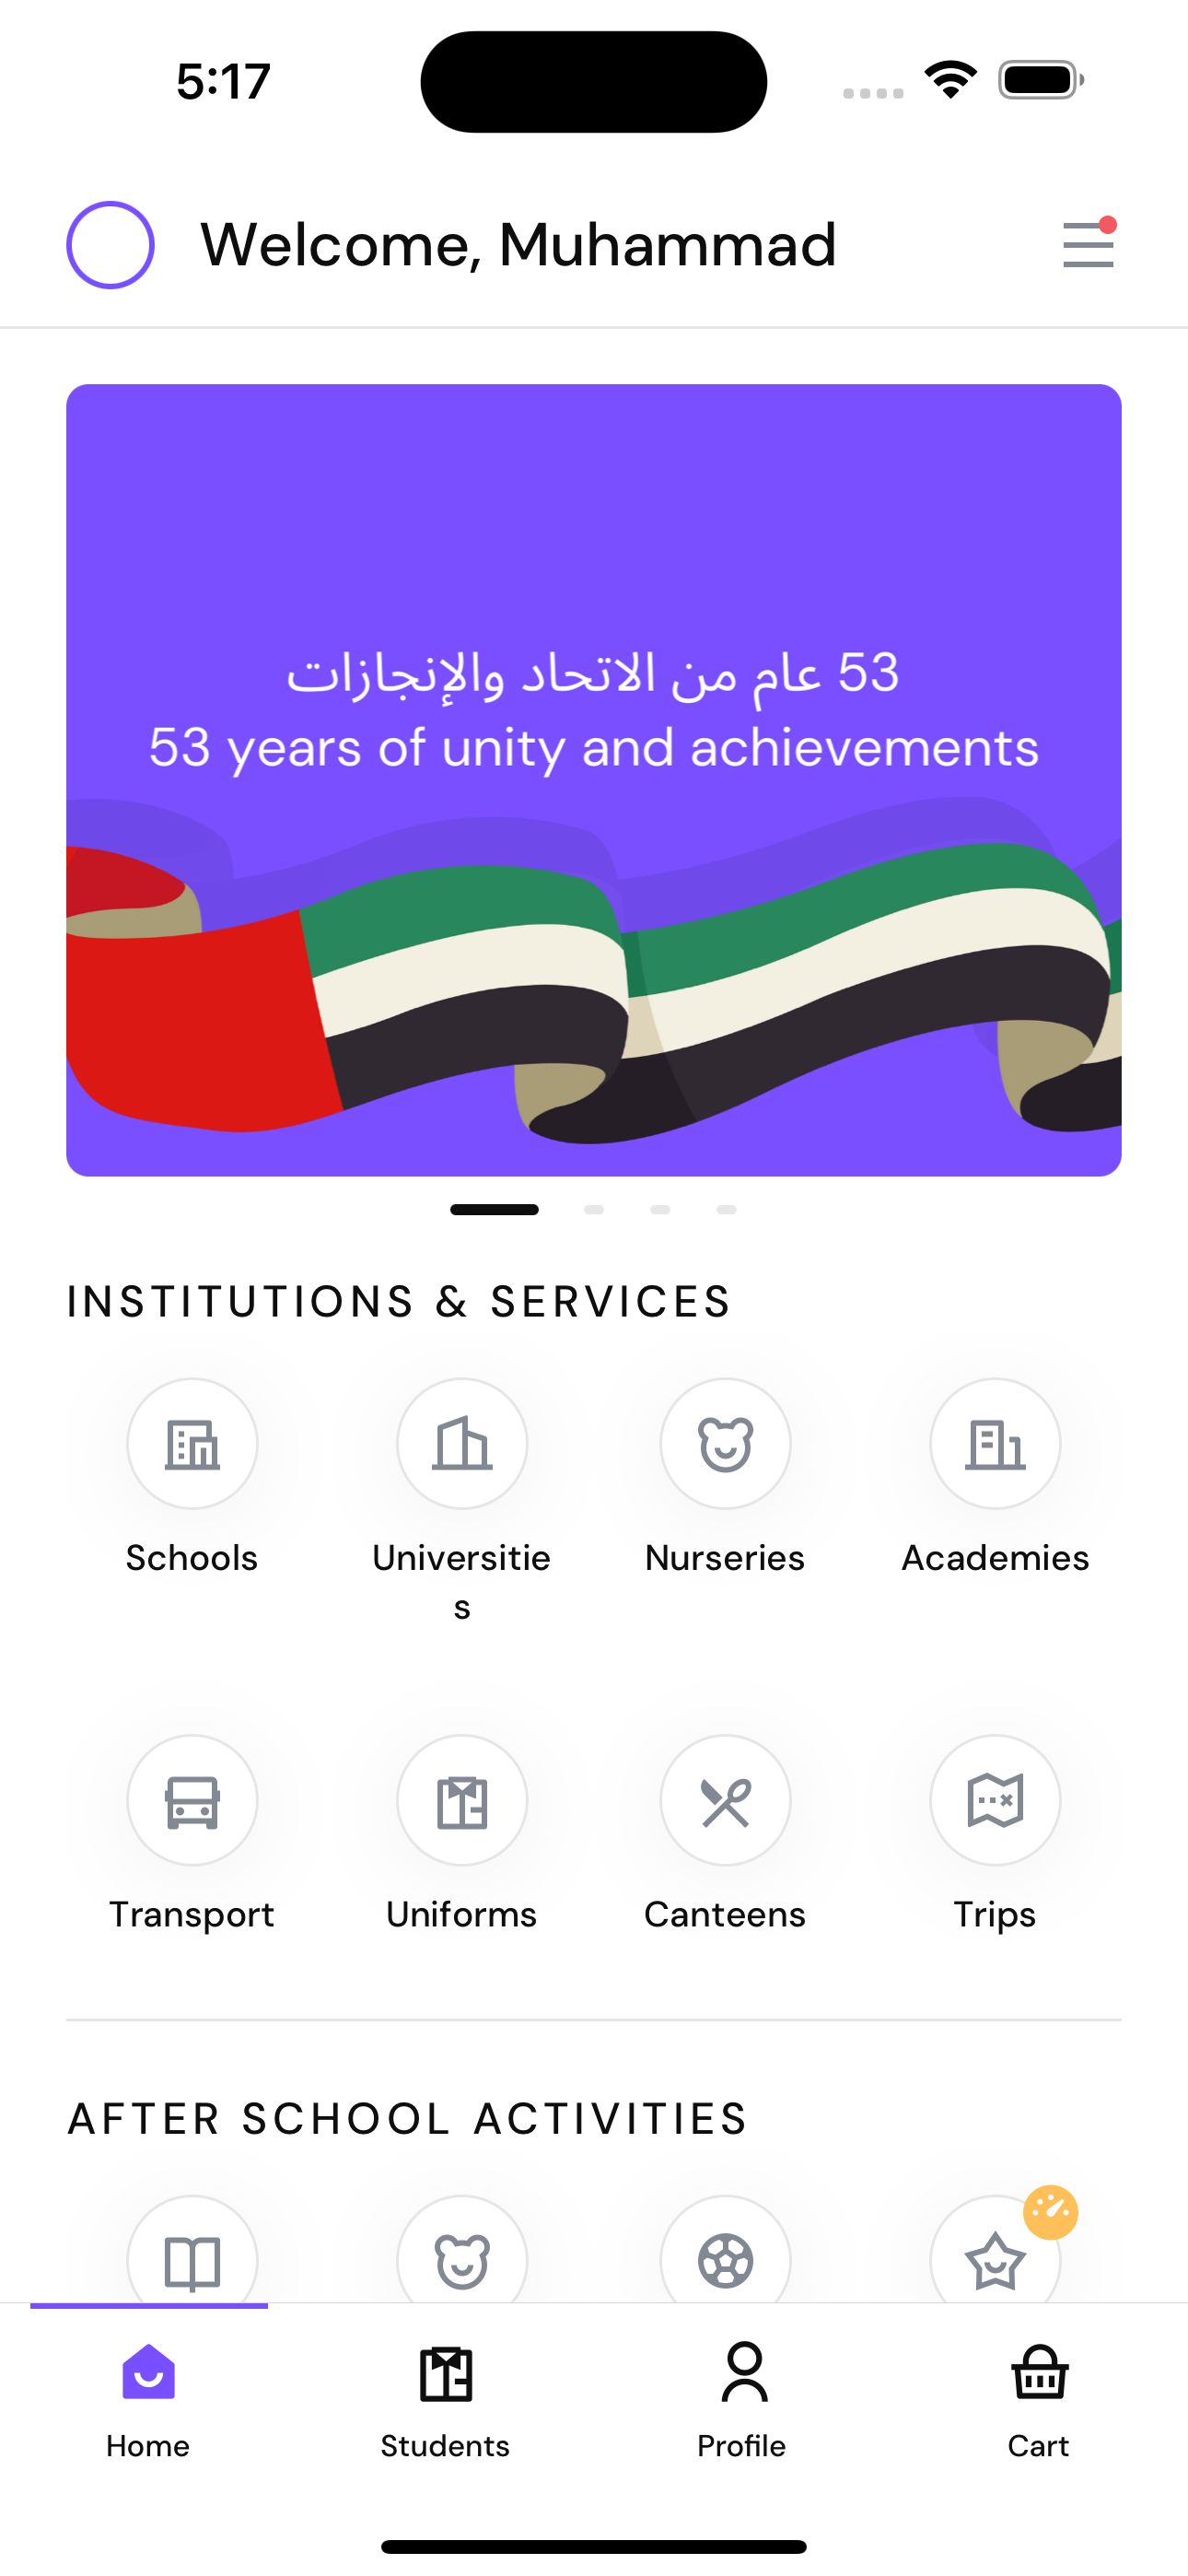 5:17
Welcome, Muhammad
53 عام من الاتحاد والإنجازات
53 years of unity and achievements
INSTITUTIONS & SERVICES
Schools
Universitie
s
Nurseries
Academies
Transport
Uniforms
Canteens
Trips
AFTER SCHOOL ACTIVITIES
Home
Students
Profile
Cart